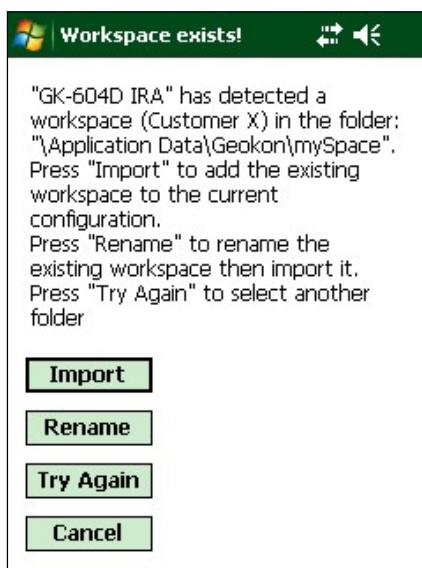 Workspace exists!
"GK-604D IRA" has detected a
workspace (Customer X) in the folder:
"\Application Data\Geokon\mySpace".
Press "Import" to add the existing
workspace to the current
configuration.
Press "Rename" to rename the
existing workspace then import it.
Press "Try Again" to select another
folder
Import
Rename
Try Again
Cancel